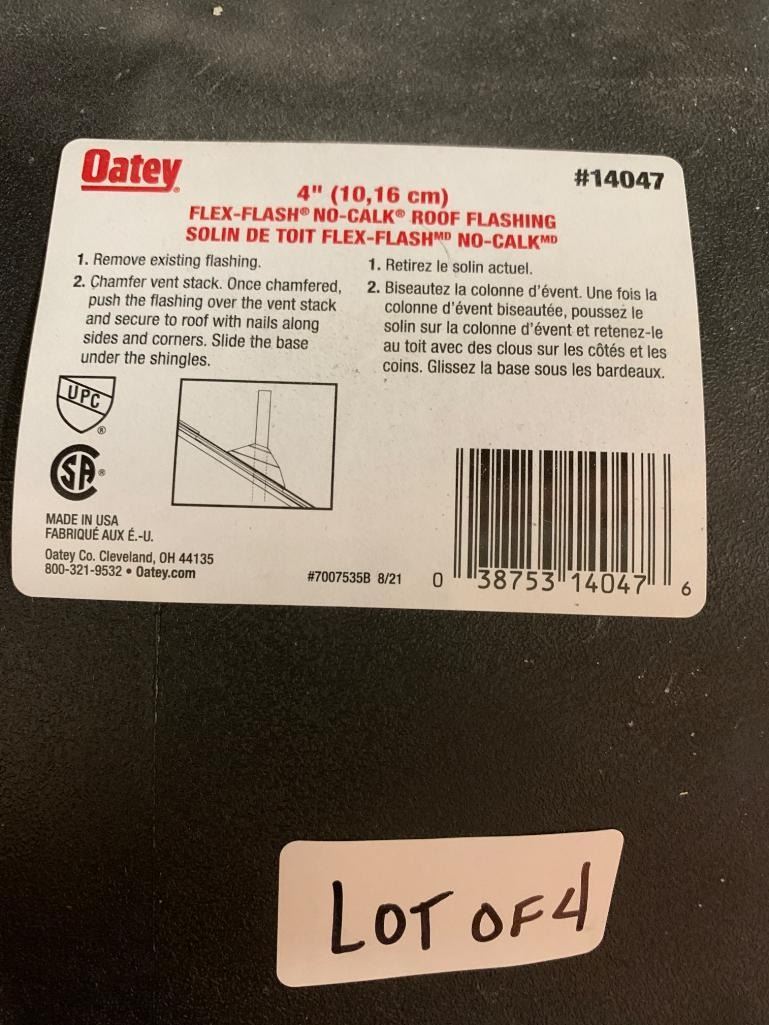 Oatey®
#14047
4" (10,16 cm)
FLEX-FLASH® NO-CALK® ROOF FLASHING
SOLIN DE TOIT FLEX-FLASHMD NO-CALKMD
1. Remove existing flashing.
2. Chamfer vent stack. Once chamfered,
push the flashing over the vent stack
and secure to roof with nails along
sides and corners. Slide the base
under the shingles.
1. Retirez le solin actuel.
2. Biseautez la colonne d'évent. Une fois la
colonne d'évent biseautée, poussez le
solin sur la colonne d'évent et retenez-le
au toit avec des clous sur les côtés et les
coins. Glissez la base sous les bardeaux.
UPC®
CSA®
MADE IN USA
FABRIQUÉ AUX É.-U.
Oatey Co. Cleveland, OH 44135
800-321-9532 • Oatey.com
#7007535B 8/21
0 38753 14047 6
LOT OF 4